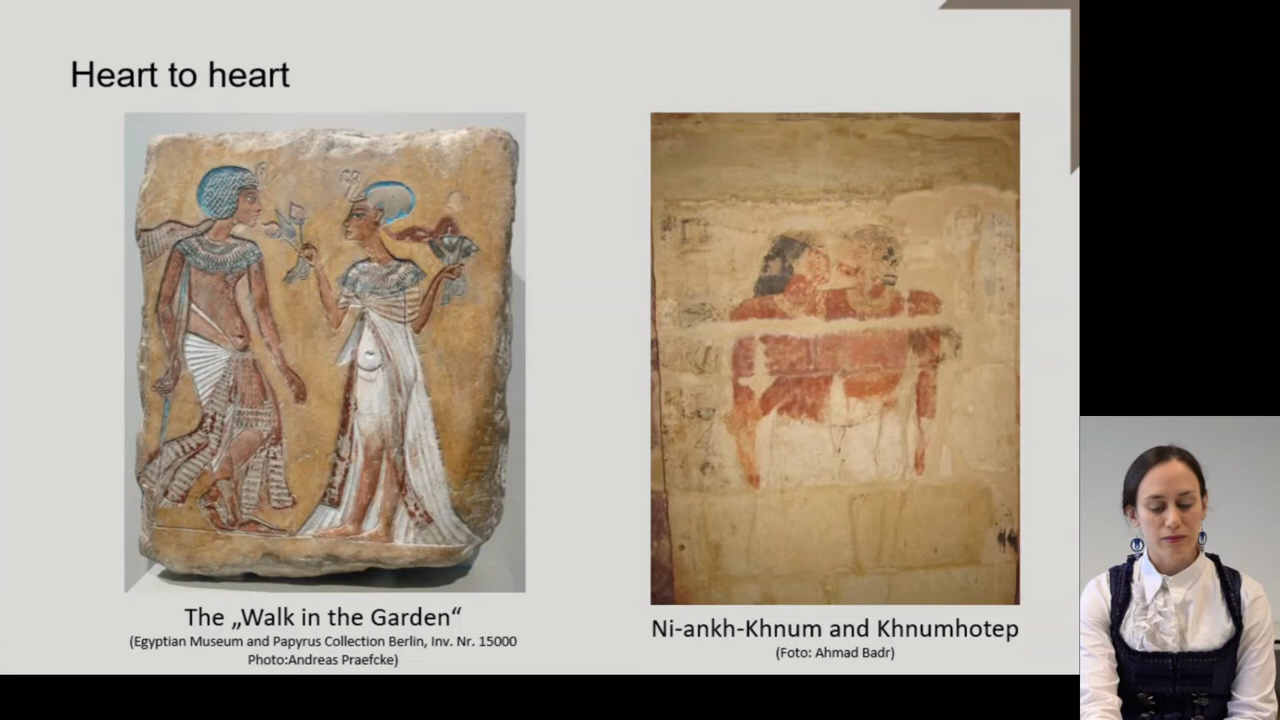 Heart to heart
The „Walk in the Garden“
(Egyptian Museum and Papyrus Collection Berlin, Inv. Nr. 15000
Photo:Andreas Praefcke)
Ni-ankh-Khnum and Khnumhotep
(Foto: Ahmad Badr)